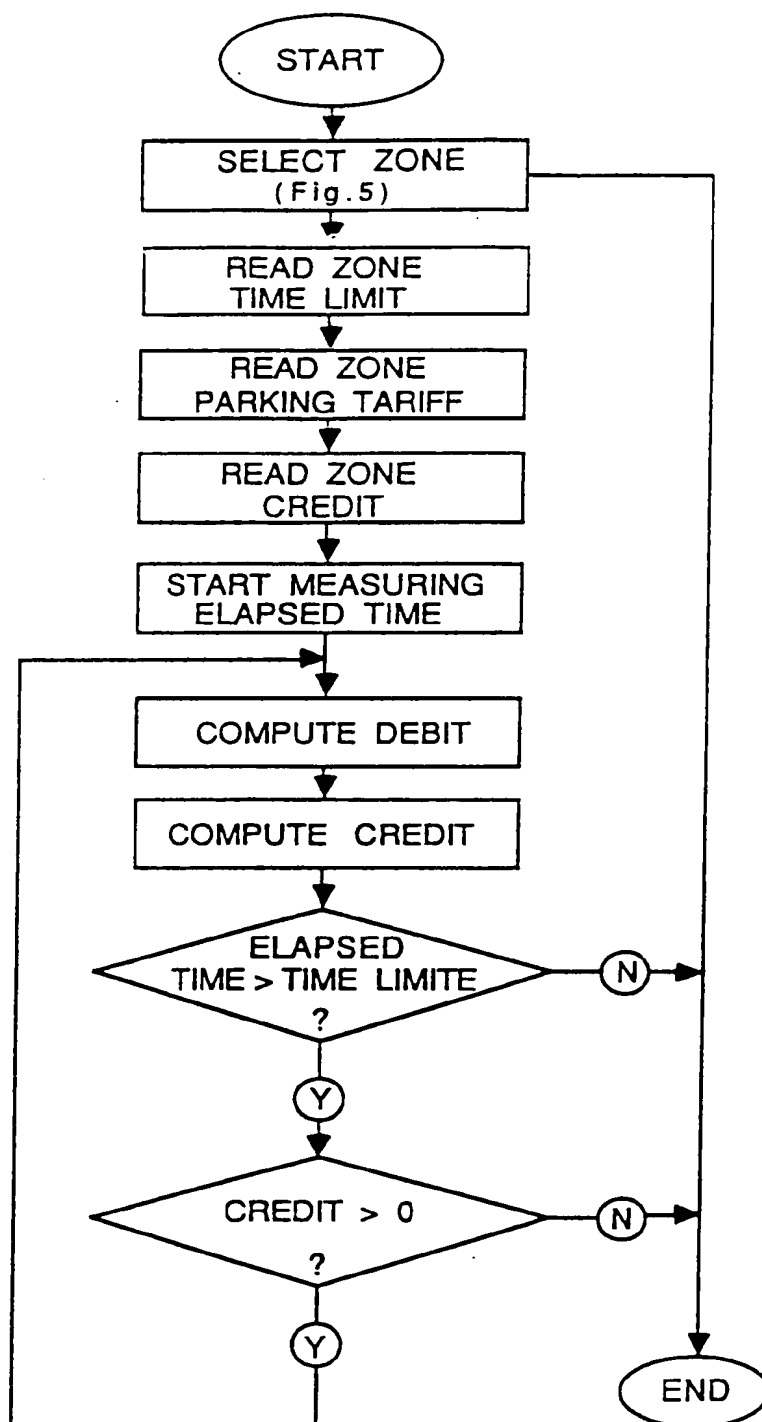 START
SELECT ZONE
(Fig.5)
READ ZONE
TIME LIMIT
READ ZONE
PARKING TARIFF
READ ZONE
CREDIT
START MEASURING
ELAPSED TIME
COMPUTE DEBIT
COMPUTE CREDIT
ELAPSED
TIME > TIME LIMITE
?
N
Y
CREDIT > 0
?
N
Y
END